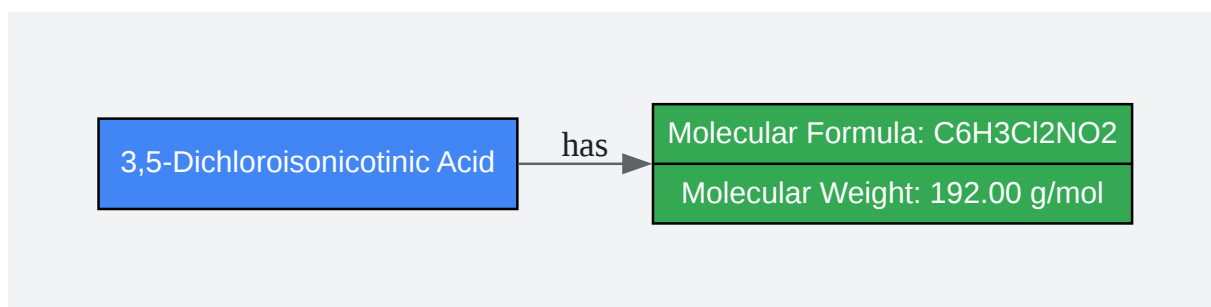 3,5-Dichloroisonicotinic Acid
has
Molecular Formula: C6H3Cl2NO2
Molecular Weight: 192.00 g/mol